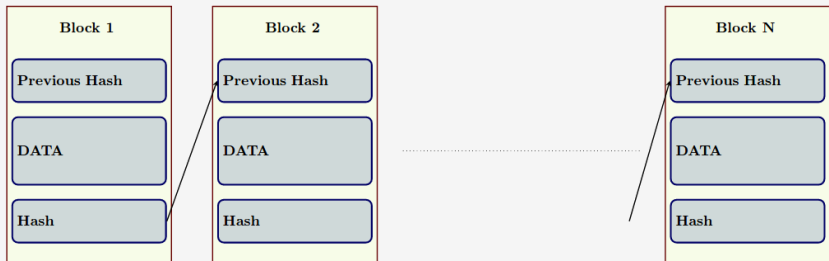 Block 1
Previous Hash
DATA
Hash
Block 2
Previous Hash
DATA
Hash
Block N
Previous Hash
DATA
Hash